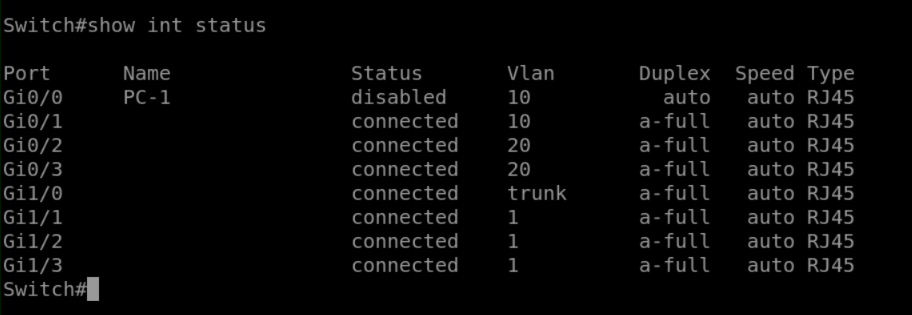 Switch#show int status
Port Name Status Vlan Duplex Speed Type
Gi0/0 PC-1 disabled 10 auto auto RJ45
Gi0/1 connected 10 a-full auto RJ45
Gi0/2 connected 20 a-full auto RJ45
Gi0/3 connected 20 a-full auto RJ45
Gi1/0 connected trunk a-full auto RJ45
Gi1/1 connected 1 a-full auto RJ45
Gi1/2 connected 1 a-full auto RJ45
Gi1/3 connected 1 a-full auto RJ45
Switch#